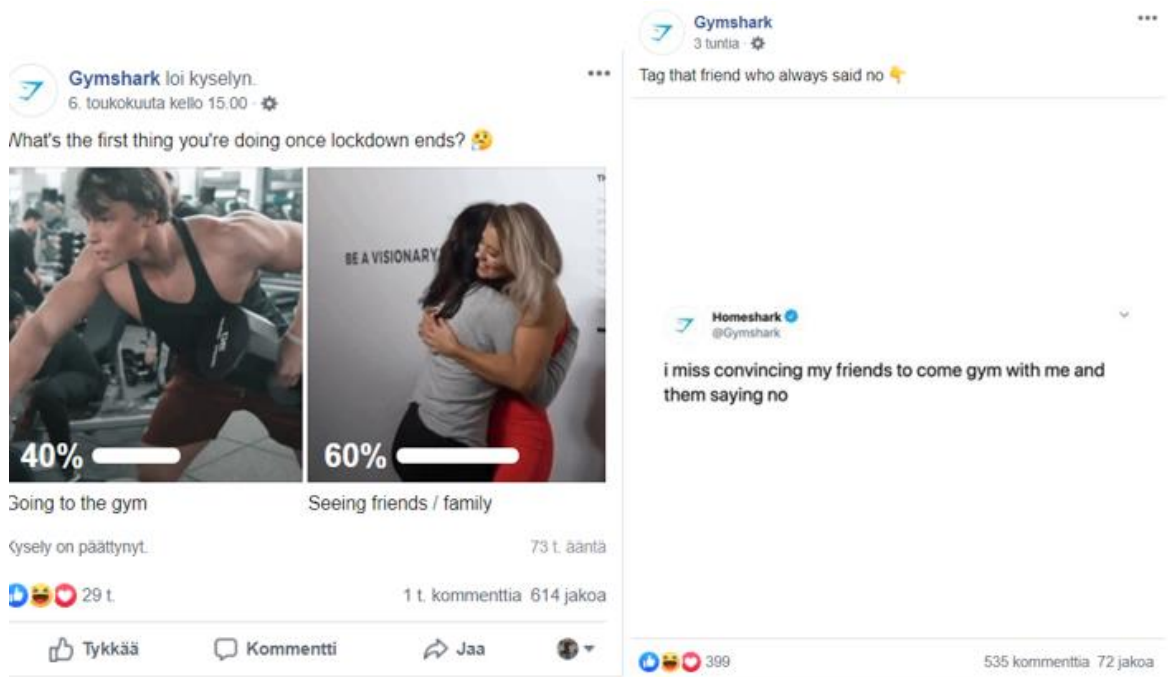 Gymshark loi kyselyn.
6. toukokuuta kello 15.00
What's the first thing you're doing once lockdown ends? 🤔
BE A VISIONARY
40%
60%
Going to the gym
Seeing friends / family
Kysely on päättynyt.
73 t. ääntä
29 t.
1 t. kommenttia 614 jakoa
Tykkää
Kommentti
Jaa
Gymshark
3 tuntia
Tag that friend who always said no 👇
Homeshark
@Gymshark
i miss convincing my friends to come gym with me and
them saying no
399
535 kommenttia 72 jakoa